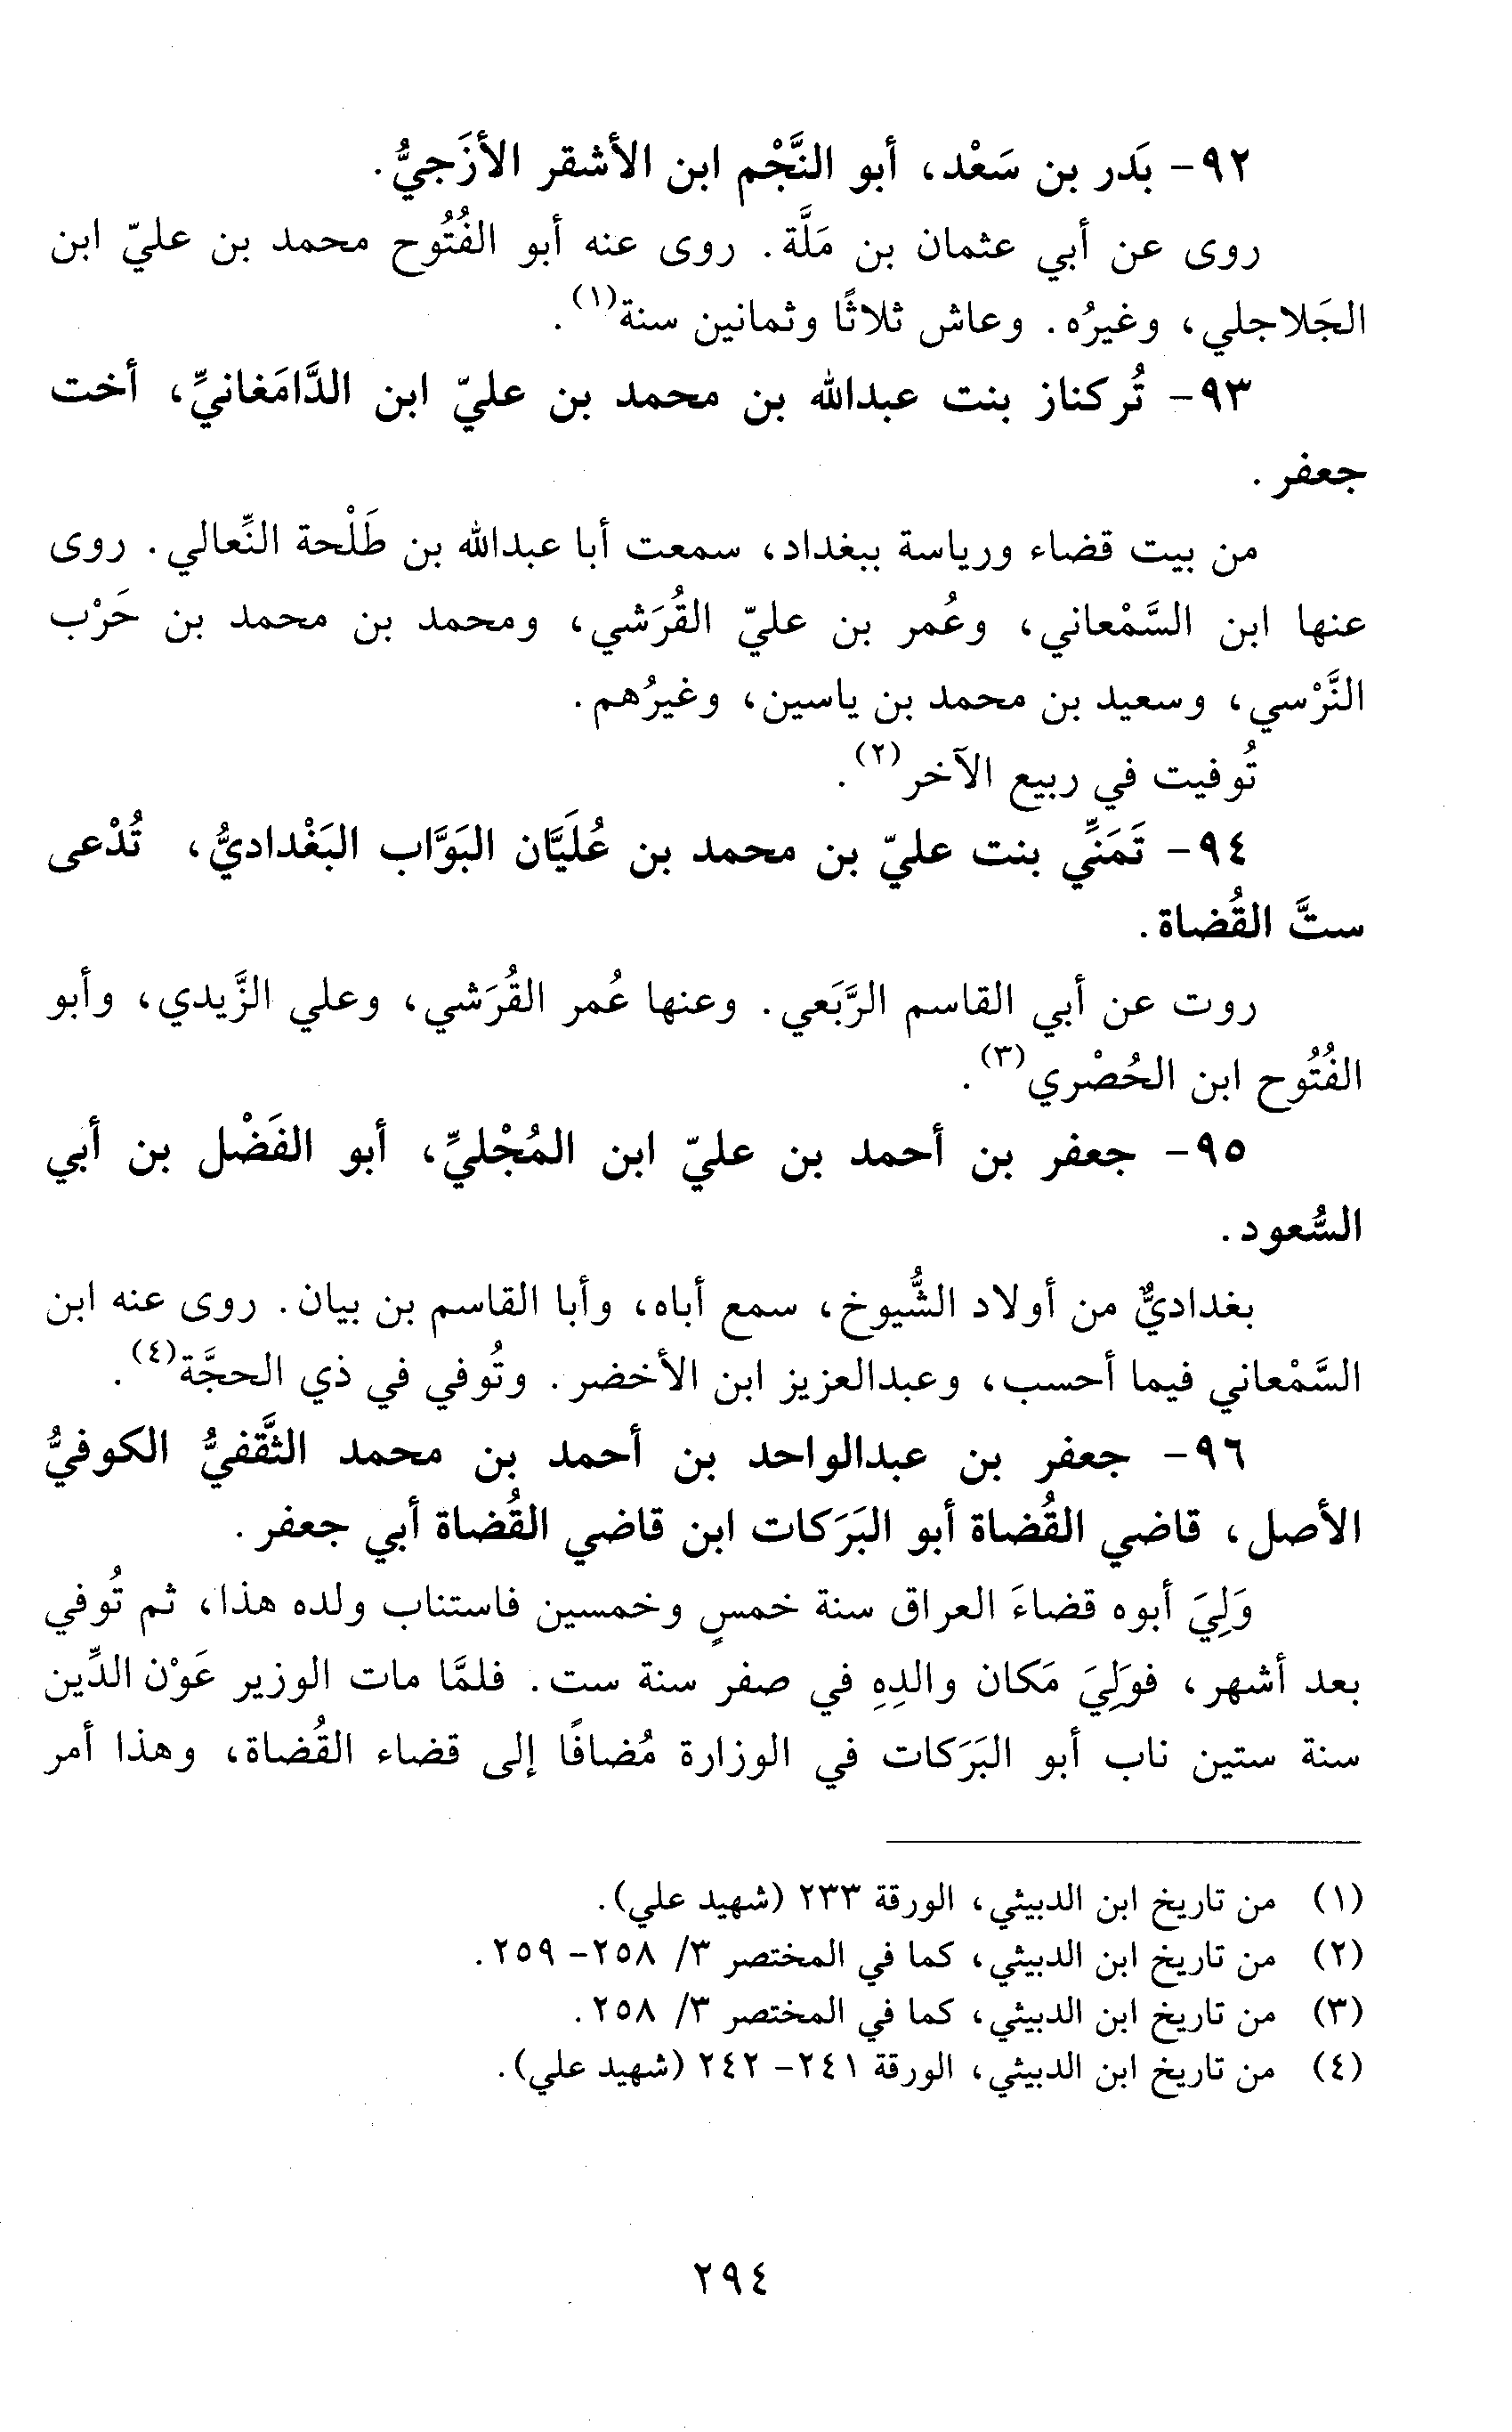 ٩٢- بَدر بن سَعْد، أبو النَّجْم ابن الأشقر الأزَجيُّ.
روى عن أبي عثمان بن مَلَّة. روى عنه أبو الفُتُوح محمد بن عليّ ابن
الجَلاجلي، وغيرُه. وعاش ثلاثًا وثمانين سنة(١).
٩٣- تُركناز بنت عبدالله بن محمد بن عليّ ابن الدَّامَغانيِّ، أخت
جعفر.
من بيت قضاء ورياسة ببغداد، سمعت أبا عبدالله بن طَلْحة النِّعالي. روى
عنها ابن السَّمْعاني، وعُمر بن عليّ القُرَشي، ومحمد بن محمد بن حَرْب
النَّرْسي، وسعيد بن محمد بن ياسين، وغيرُهم.
تُوفيت في ربيع الآخر(٢).
٩٤- تَمَنِّي بنت عليّ بن محمد بن عُلَيَّان البَوَّاب البَغْداديُّ، تُدْعى
ستَّ القُضاة.
روت عن أبي القاسم الرَّبَعي. وعنها عُمر القُرَشي، وعلي الزَّيدي، وأبو
الفُتُوح ابن الحُصْري(٣).
٩٥- جعفر بن أحمد بن عليّ ابن المُجْليِّ، أبو الفَضْل بن أبي
السُّعود.
بغداديٌّ من أولاد الشُّيوخ، سمع أباه، وأبا القاسم بن بيان. روى عنه ابن
السَّمْعاني فيما أحسب، وعبدالعزيز ابن الأخضر. وتُوفي في ذي الحجَّة(٤).
٩٦- جعفر بن عبدالواحد بن أحمد بن محمد الثَّقفيُّ الكوفيُّ
الأصل، قاضي القُضاة أبو البَرَكات ابن قاضي القُضاة أبي جعفر.
وَلِيَ أبوه قضاءَ العراق سنة خمسٍ وخمسين فاستناب ولده هذا، ثم تُوفي
بعد أشهر، فوَلِيَ مَكان والدِهِ في صفر سنة ست. فلمَّا مات الوزير عَوْن الدِّين
سنة ستين ناب أبو البَرَكات في الوزارة مُضافًا إلى قضاء القُضاة، وهذا أمر
(١) من تاريخ ابن الدبيثي، الورقة ٢٣٣ (شهيد علي).
(٢) من تاريخ ابن الدبيثي، كما في المختصر ٣/ ٢٥٨- ٢٥٩.
(٣) من تاريخ ابن الدبيثي، كما في المختصر ٣/ ٢٥٨.
(٤) من تاريخ ابن الدبيثي، الورقة ٢٤١- ٢٤٢ (شهيد علي).
٢٩٤